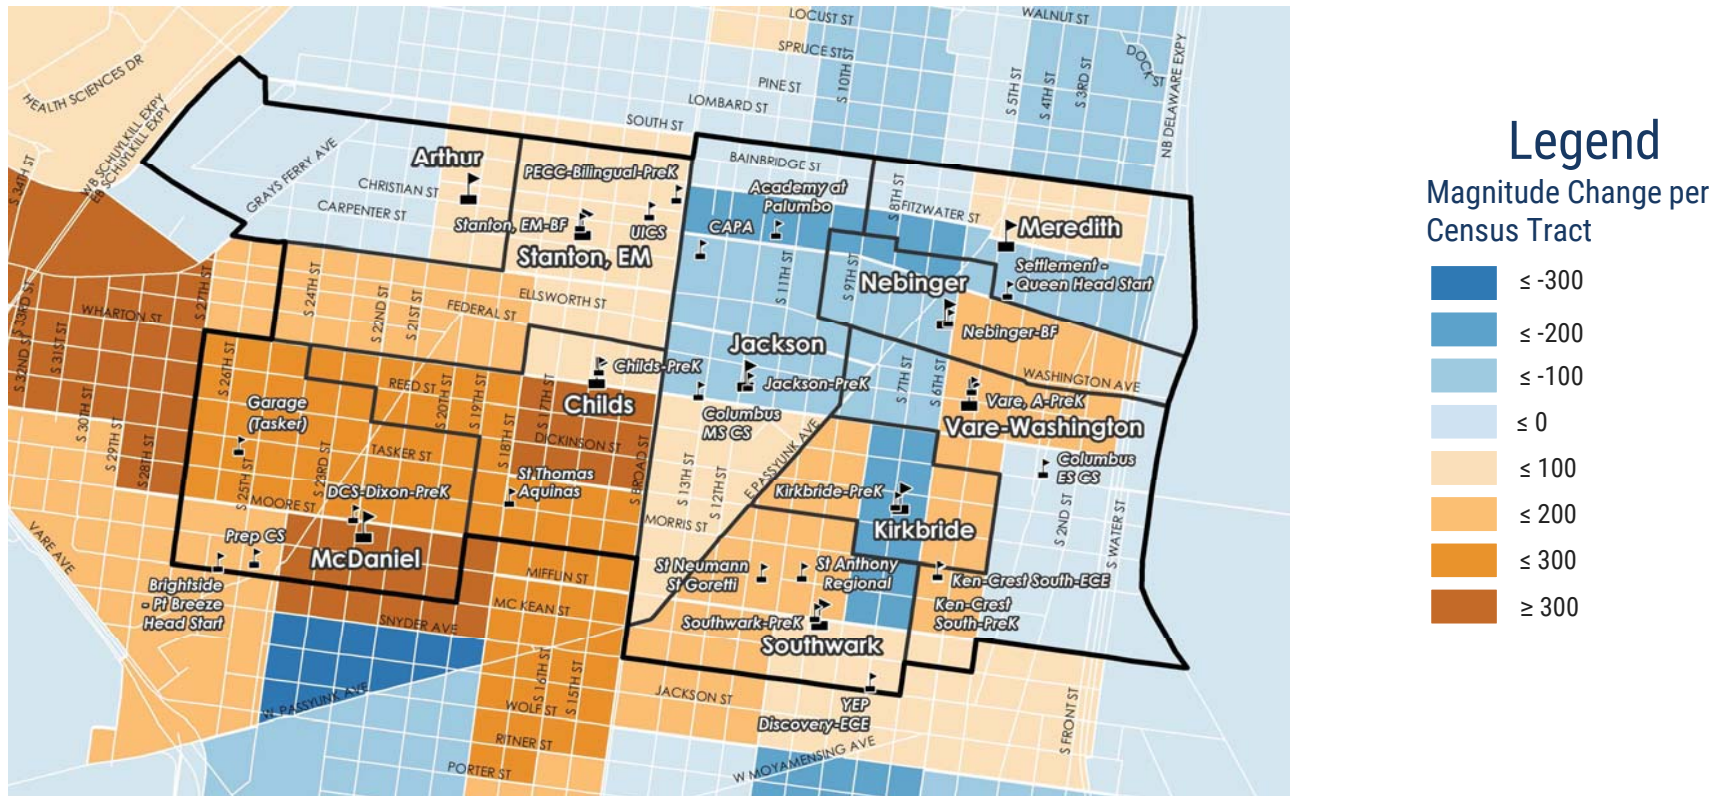 LOCUST ST
WALNUT ST
SPRUCE ST
DOCK ST
HEALTH SCIENCES DR
PINE ST
S 10TH ST
S 5TH ST
S 4TH ST
S 3RD ST
NB DELAWARE EXPY
LOMBARD ST
SOUTH ST
WB SCHUYLKILL EXPY
EB SCHUYLKILL EXPY
S 34TH ST
GRAYS FERRY AVE
Arthur
CHRISTIAN ST
CARPENTER ST
PECC-Bilingual-PreK
BAINBRIDGE ST
Academy at
Palumbo
S 8TH ST
FITZWATER ST
Stanton, EM-BF
UICS
CAPA
Meredith
Stanton, EM
Settlement -
Queen Head Start
S 11TH ST
S 9TH ST
Nebinger
Nebinger-BF
S 33RD ST
S 32ND ST
S 31ST ST
WHARTON ST
S 27TH ST
S 24TH ST
S 22ND ST
S 21ST ST
ELLSWORTH ST
FEDERAL ST
Jackson
Jackson-PreK
Childs-PreK
Childs
Columbus
MS CS
S 7TH ST
S 6TH ST
WASHINGTON AVE
Vare, A-PreK
Vare-Washington
S 26TH ST
REED ST
S 20TH ST
S 19TH ST
S 18TH ST
S 17TH ST
DICKINSON ST
Garage
(Tasker)
TASKER ST
S 30TH ST
S 29TH ST
S 28TH ST
S 25TH ST
S 23RD ST
MOORE ST
DCS-Dixon-PreK
St Thomas
Aquinas
S BROAD ST
S 13TH ST
S 12TH ST
MORRIS ST
E PASSYUNK AVE
Columbus
ES CS
Kirkbride-PreK
Kirkbride
S 2ND ST
S WATER ST
VARE AVE
Prep CS
McDaniel
Brightside
- Pt Breeze
Head Start
MIFFLIN ST
MC KEAN ST
SNYDER AVE
St Neumann
St Goretti
St Anthony
Regional
Ken-Crest South-ECE
Ken-Crest
South-PreK
Southwark-PreK
Southwark
S 16TH ST
S 15TH ST
W PASSYUNK AVE
JACKSON ST
WOLF ST
RITNER ST
PORTER ST
YEP
Discovery-ECE
W MOYAMENSING AVE
S FRONT ST
Legend
Magnitude Change per
Census Tract
≤ -300
≤ -200
≤ -100
≤ 0
≤ 100
≤ 200
≤ 300
≥ 300